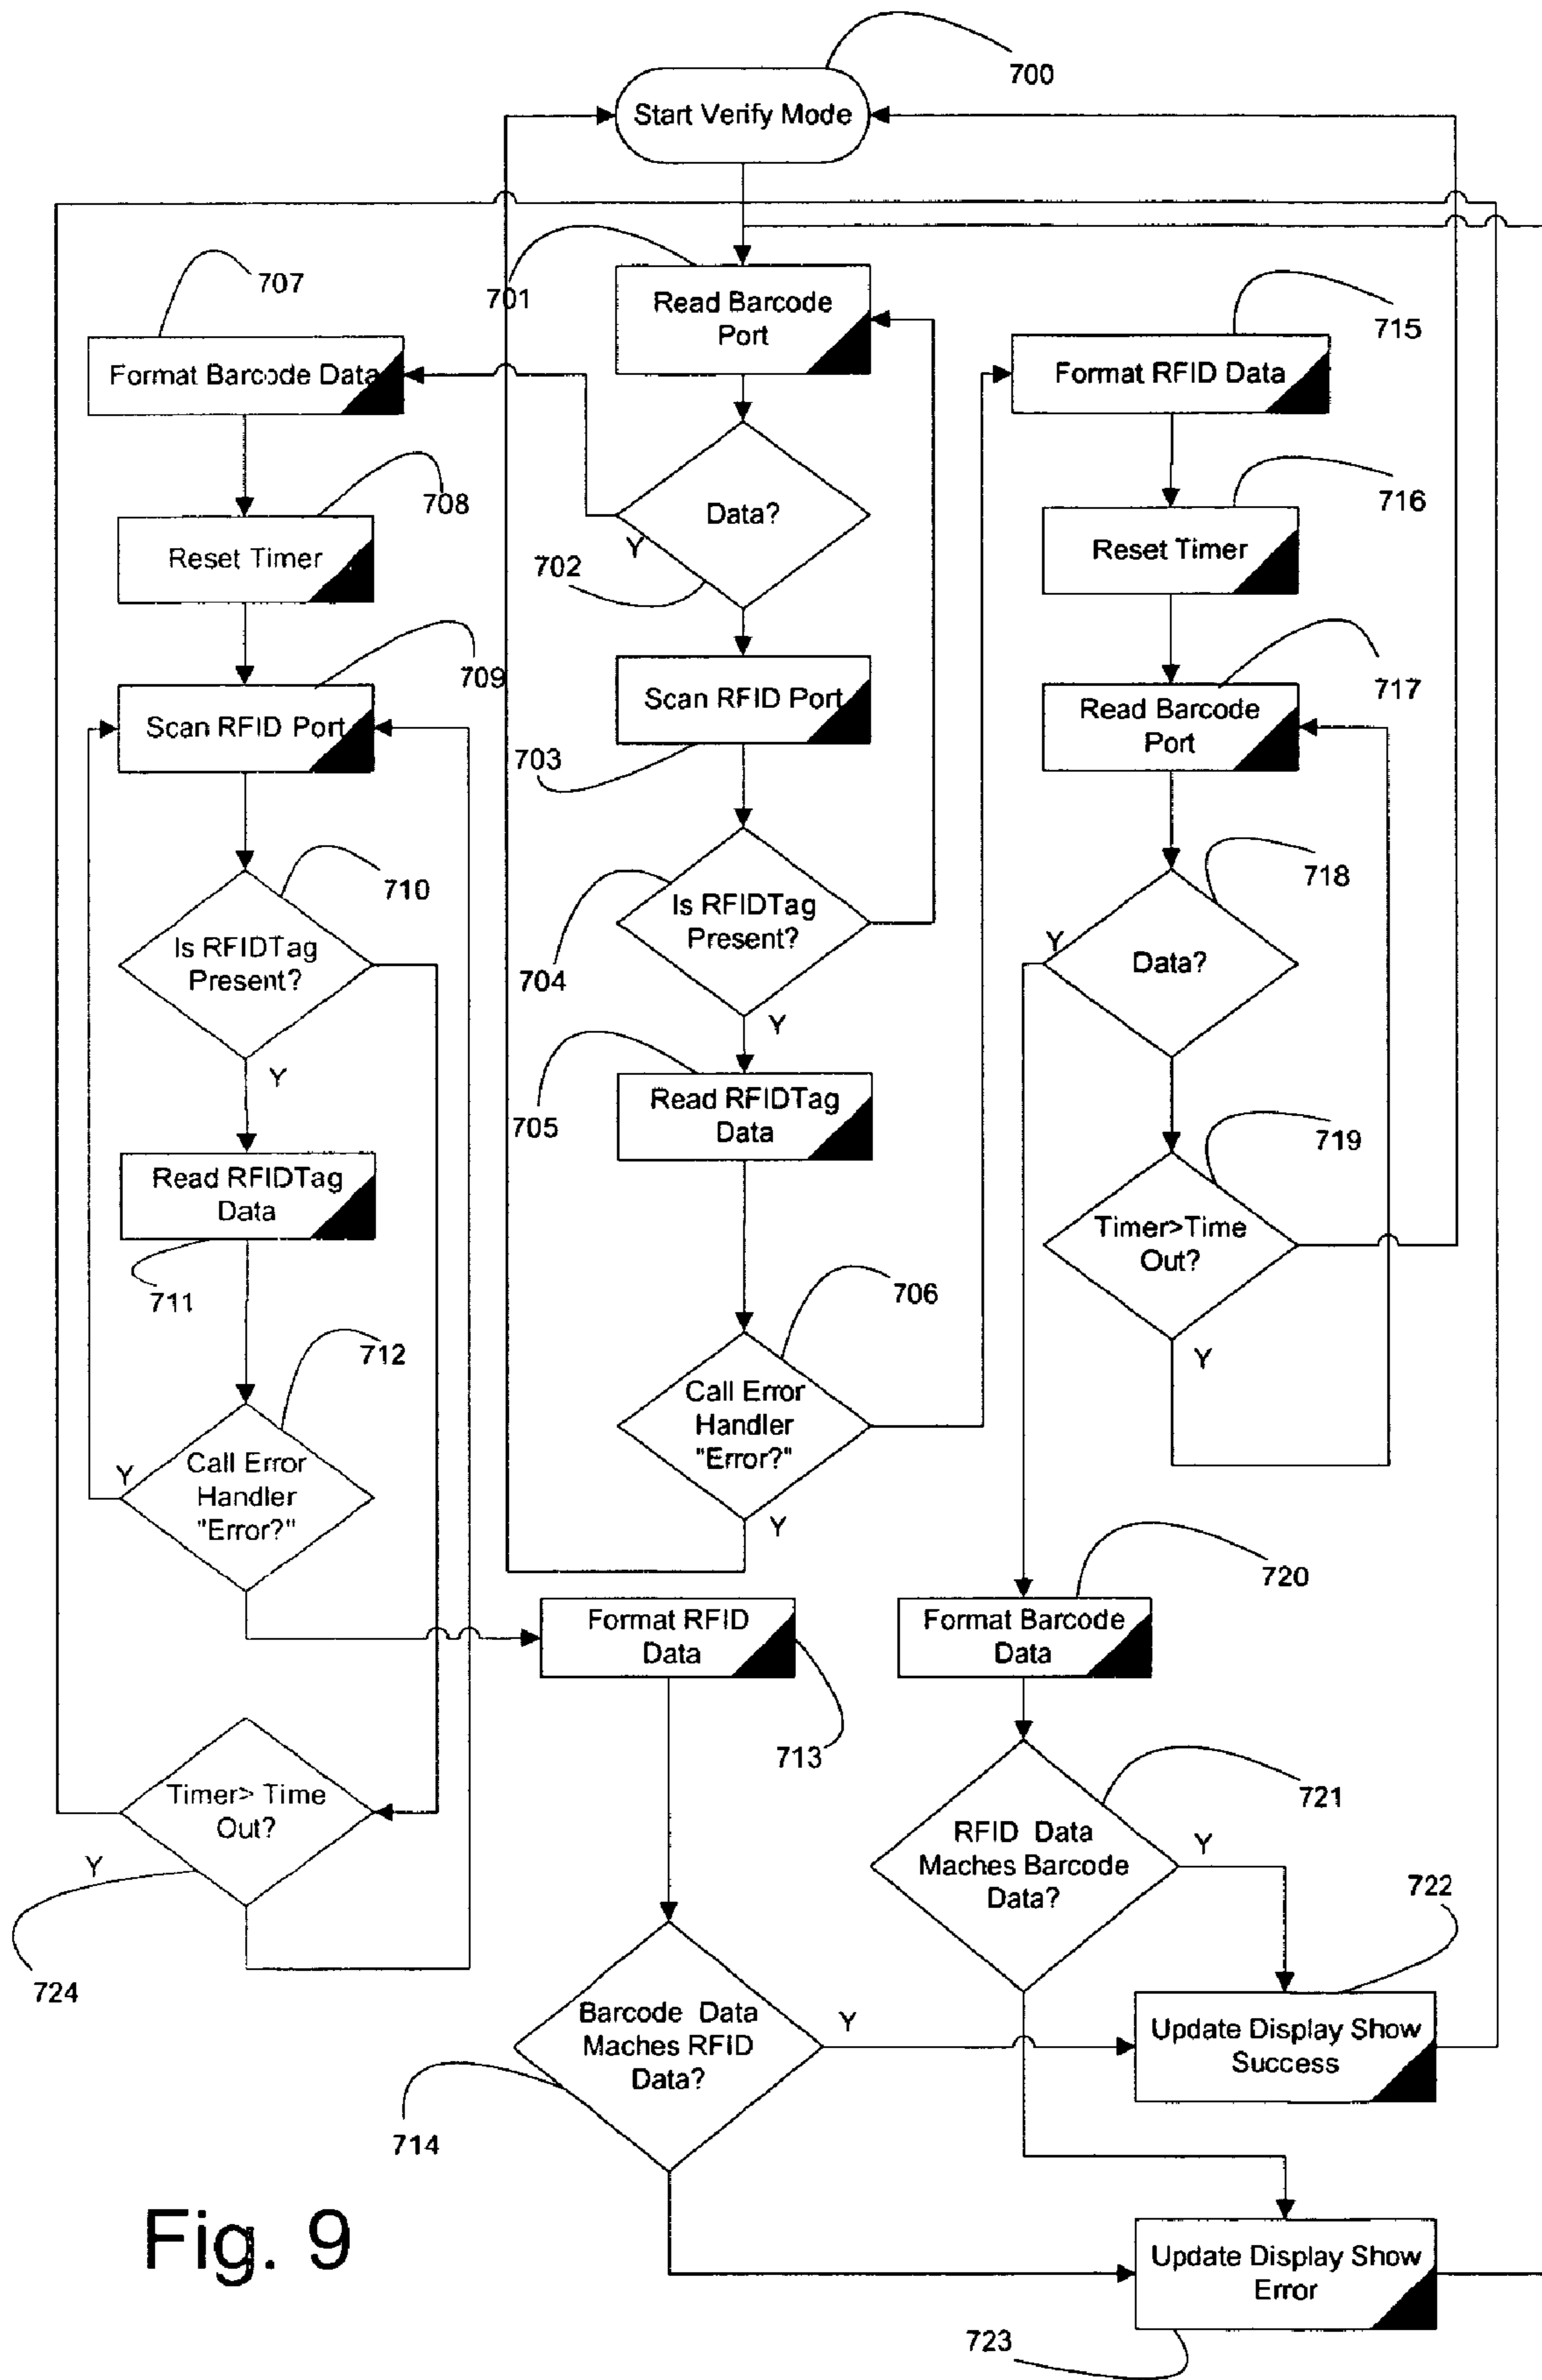 700
Start Verify Mode
701
Read Barcode
Port
707
Format Barcode Data
715
Format RFID Data
708
Reset Timer
Data?
Y
702
716
Reset Timer
709
Scan RFID Port
Scan RFID Port
703
717
Read Barcode
Port
710
Is RFIDTag
Present?
Y
Is RFIDTag
Present?
704
Y
718
Y
Data?
Read RFIDTag
Data
705
719
Timer>Time
Out?
Y
Read RFIDTag
Data
711
706
Call Error
Handler
"Error?"
Y
712
Y
Call Error
Handler
"Error?"
720
Format RFID
Data
713
Format Barcode
Data
Timer> Time
Out?
Y
724
721
RFID Data
Maches Barcode
Data?
Y
722
Barcode Data
Maches RFID
Data?
Y
714
Update Display Show
Success
Update Display Show
Error
723
Fig. 9